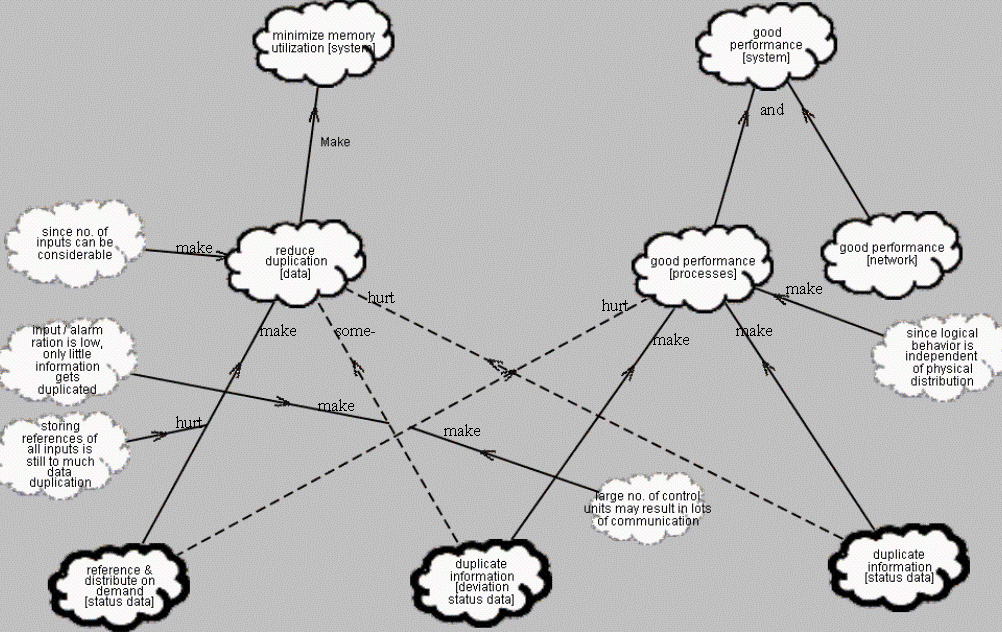 minimize memory
utilization [system]
good
performance
[system]
and
Make
since no. of
inputs can be
considerable
make
reduce
duplication
[data]
good performance
[processes]
good performance
[network]
hurt
hurt
make
input / alarm
ration is low,
only little
information
gets
duplicated
make
some-
make
make
since logical
behavior is
independent
of physical
distribution
make
storing
references of
all inputs is
still to much
data
duplication
hurt
make
large no. of control
units may result in lots
of communication
reference &
distribute on
demand
[status data]
duplicate
information
[deviation
status data]
duplicate
information
[status data]